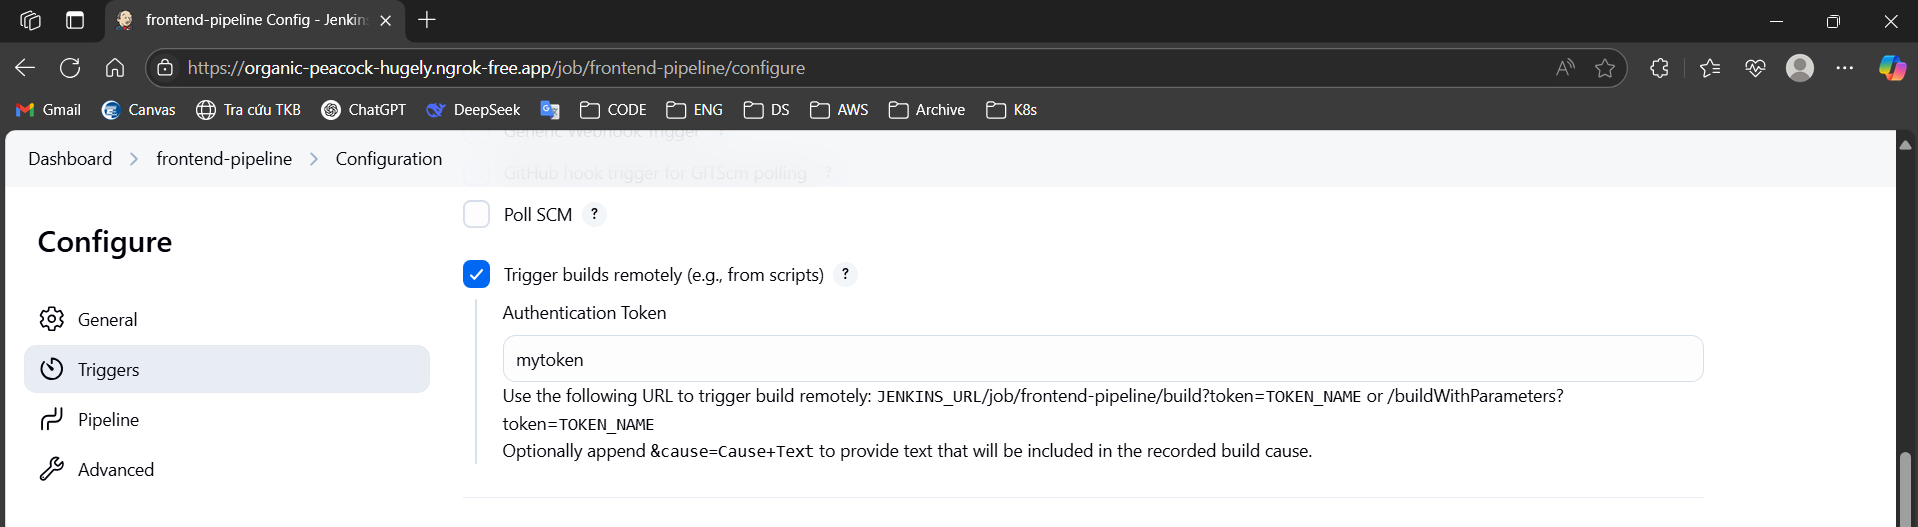 frontend-pipeline Config - Jenkins
https://organic-peacock-hugely.ngrok-free.app/job/frontend-pipeline/configure
Gmail Canvas Tra cứu TKB ChatGPT DeepSeek CODE ENG DS AWS Archive K8s
Generic Webhook Trigger ?
Dashboard > frontend-pipeline > Configuration
GitHub hook trigger for GITScm polling ?
Configure
Poll SCM ?
Trigger builds remotely (e.g., from scripts) ?
Authentication Token
mytoken
Use the following URL to trigger build remotely: JENKINS_URL/job/frontend-pipeline/build?token=TOKEN_NAME or /buildWithParameters?
token=TOKEN_NAME
Optionally append &cause=Cause+Text to provide text that will be included in the recorded build cause.
General
Triggers
Pipeline
Advanced